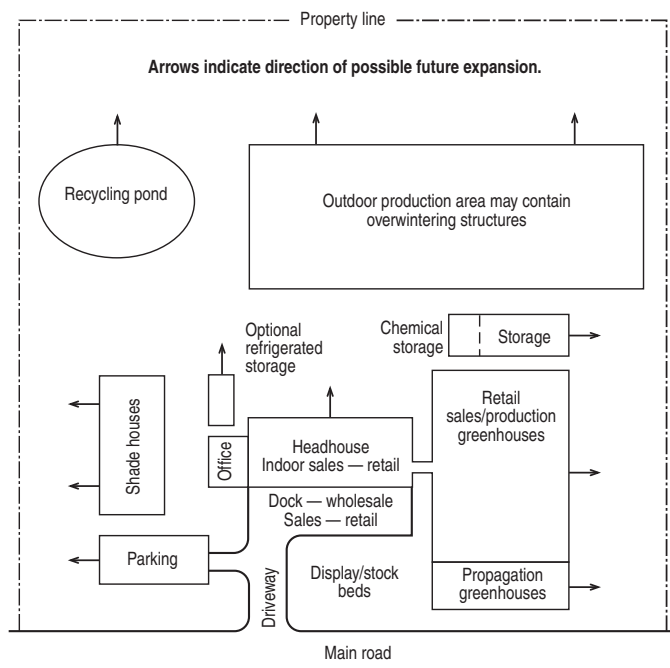 Property line
Arrows indicate direction of possible future expansion.
Recycling pond
Outdoor production area may contain
overwintering structures
Optional
refrigerated
storage
Chemical
storage
Storage
Shade houses
Office
Headhouse
Indoor sales — retail
Retail
sales/production
greenhouses
Dock — wholesale
Sales — retail
Parking
Driveway
Display/stock
beds
Propagation
greenhouses
Main road